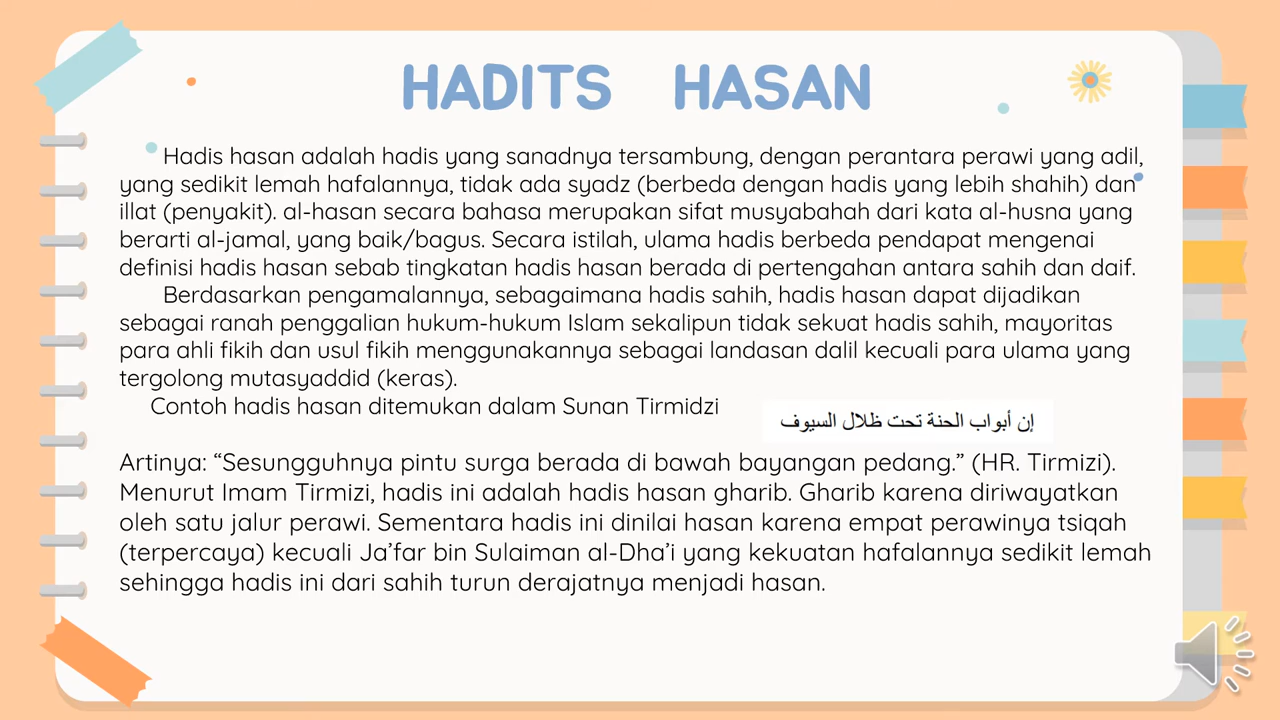 HADITS HASAN
Hadis hasan adalah hadis yang sanadnya tersambung, dengan perantara perawi yang adil,
yang sedikit lemah hafalannya, tidak ada syadz (berbeda dengan hadis yang lebih shahih) dan
illat (penyakit). al-hasan secara bahasa merupakan sifat musyabahah dari kata al-husna yang
berarti al-jamal, yang baik/bagus. Secara istilah, ulama hadis berbeda pendapat mengenai
definisi hadis hasan sebab tingkatan hadis hasan berada di pertengahan antara sahih dan daif.
Berdasarkan pengamalannya, sebagaimana hadis sahih, hadis hasan dapat dijadikan
sebagai ranah penggalian hukum-hukum Islam sekalipun tidak sekuat hadis sahih, mayoritas
para ahli fikih dan usul fikih menggunakannya sebagai landasan dalil kecuali para ulama yang
tergolong mutasyaddid (keras).
Contoh hadis hasan ditemukan dalam Sunan Tirmidzi
إن أبواب الحنة تحت ظلال السيوف
Artinya: “Sesungguhnya pintu surga berada di bawah bayangan pedang.” (HR. Tirmizi).
Menurut Imam Tirmizi, hadis ini adalah hadis hasan gharib. Gharib karena diriwayatkan
oleh satu jalur perawi. Sementara hadis ini dinilai hasan karena empat perawinya tsiqah
(terpercaya) kecuali Ja’far bin Sulaiman al-Dha’i yang kekuatan hafalannya sedikit lemah
sehingga hadis ini dari sahih turun derajatnya menjadi hasan.